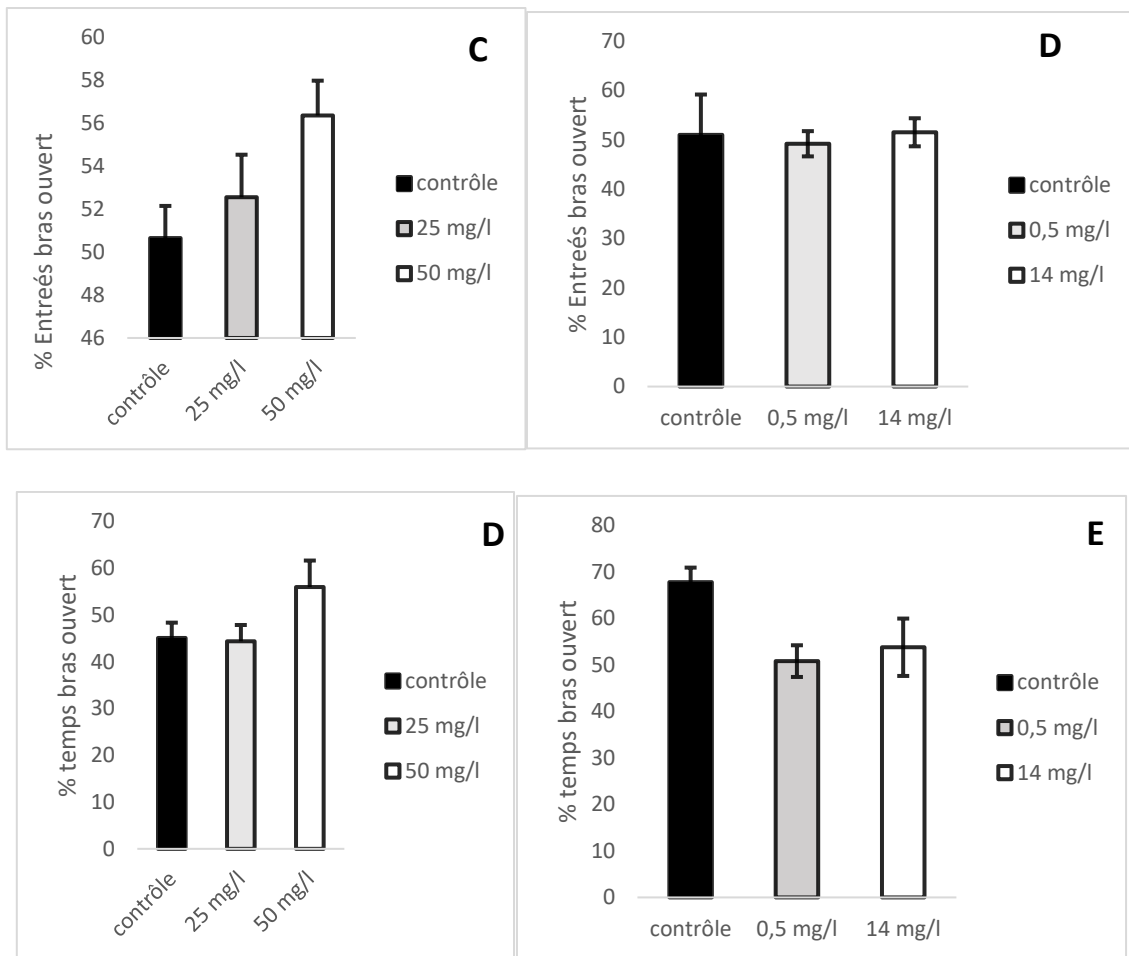 C
% Entreés bras ouvert
60
58
56
54
52
50
48
46
contrôle
25 mg/l
50 mg/l
contrôle
25 mg/l
50 mg/l
D
% Entreés bras ouvert
70
60
50
40
30
20
10
0
contrôle
0,5 mg/l
14 mg/l
contrôle
0,5 mg/l
14 mg/l
D
% temps bras ouvert
70
60
50
40
30
20
10
0
contrôle
25 mg/l
50 mg/l
contrôle
25 mg/l
50 mg/l
E
% temps bras ouvert
80
70
60
50
40
30
20
10
0
contrôle
0,5 mg/l
14 mg/l
contrôle
0,5 mg/l
14 mg/l